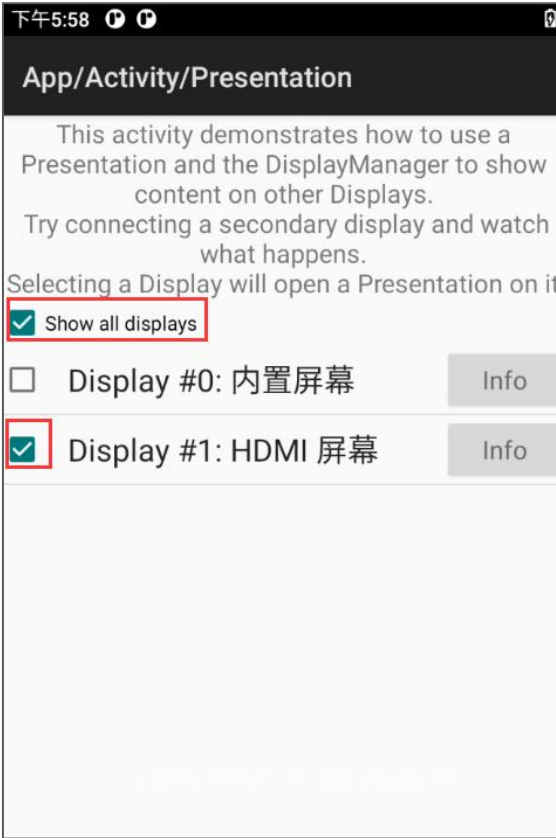 下午5:58
App/Activity/Presentation
This activity demonstrates how to use a
Presentation and the DisplayManager to show
content on other Displays.
Try connecting a secondary display and watch
what happens.
Selecting a Display will open a Presentation on it
Show all displays
Display #0: 内置屏幕 Info
Display #1: HDMI 屏幕 Info